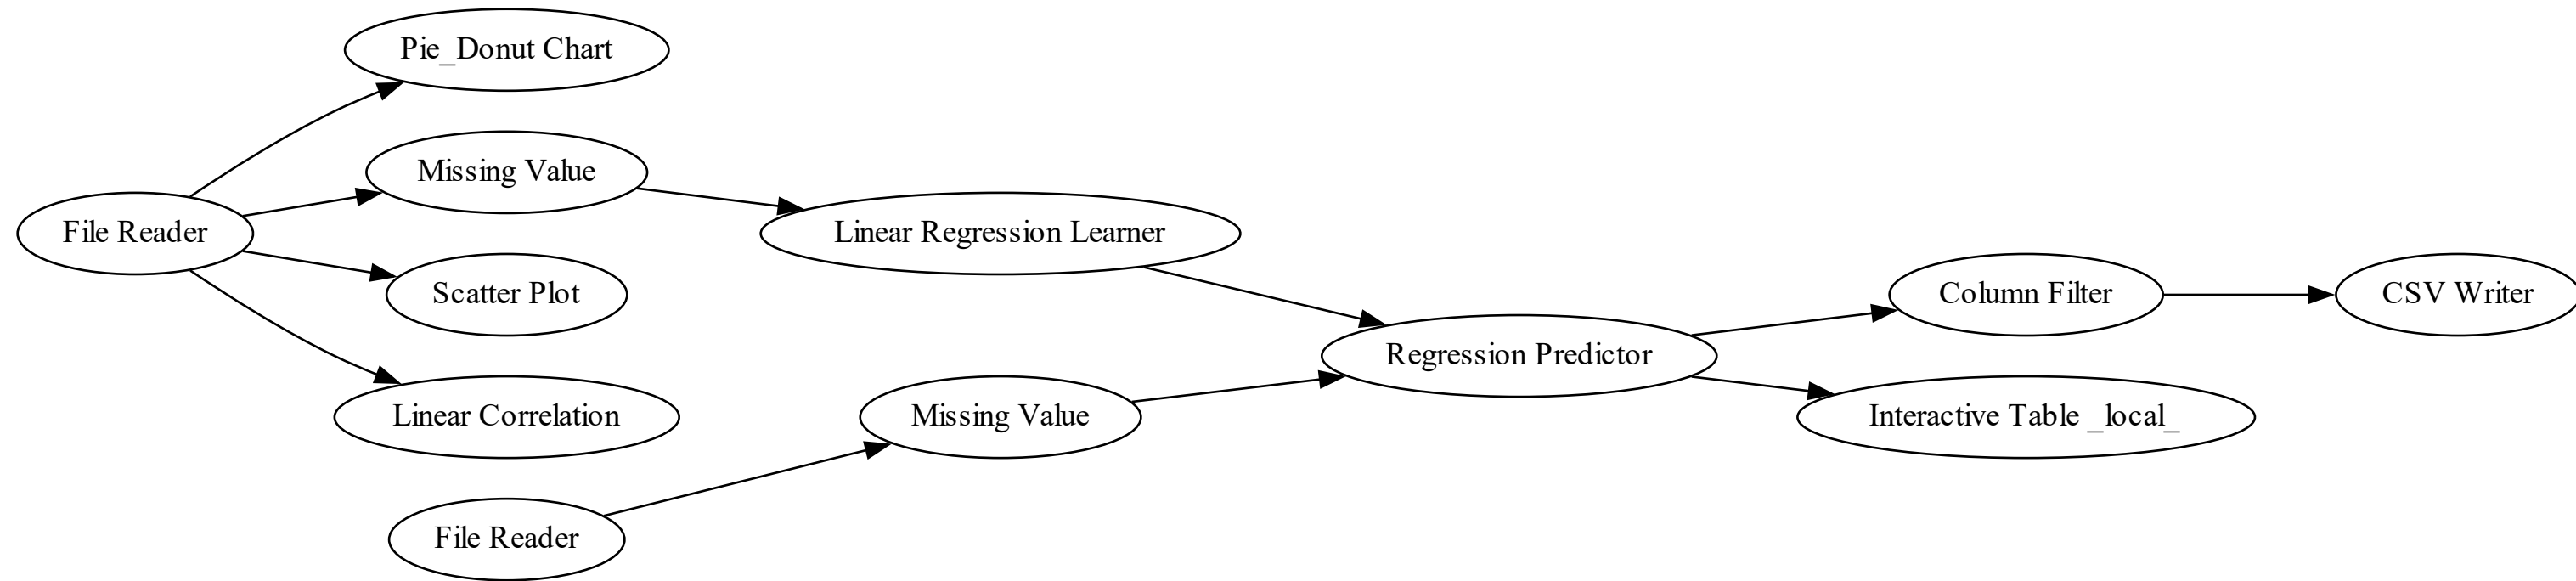 Pie_Donut Chart
Missing Value
File Reader
Linear Regression Learner
Scatter Plot
Column Filter
CSV Writer
Regression Predictor
Linear Correlation
Missing Value
Interactive Table _local_
File Reader